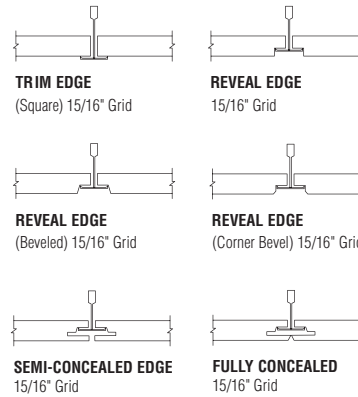 TRIM EDGE
(Square) 15/16" Grid
REVEAL EDGE
15/16" Grid
REVEAL EDGE
(Beveled) 15/16" Grid
REVEAL EDGE
(Corner Bevel) 15/16" Grid
SEMI-CONCEALED EDGE
15/16" Grid
FULLY CONCEALED
15/16" Grid